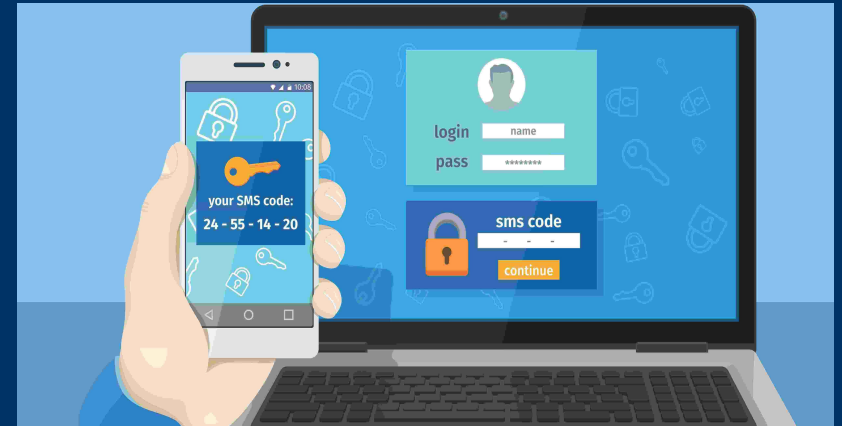 10:08
your SMS code:
24 - 55 - 14 - 20
login name
pass ********
sms code
- - -
continue